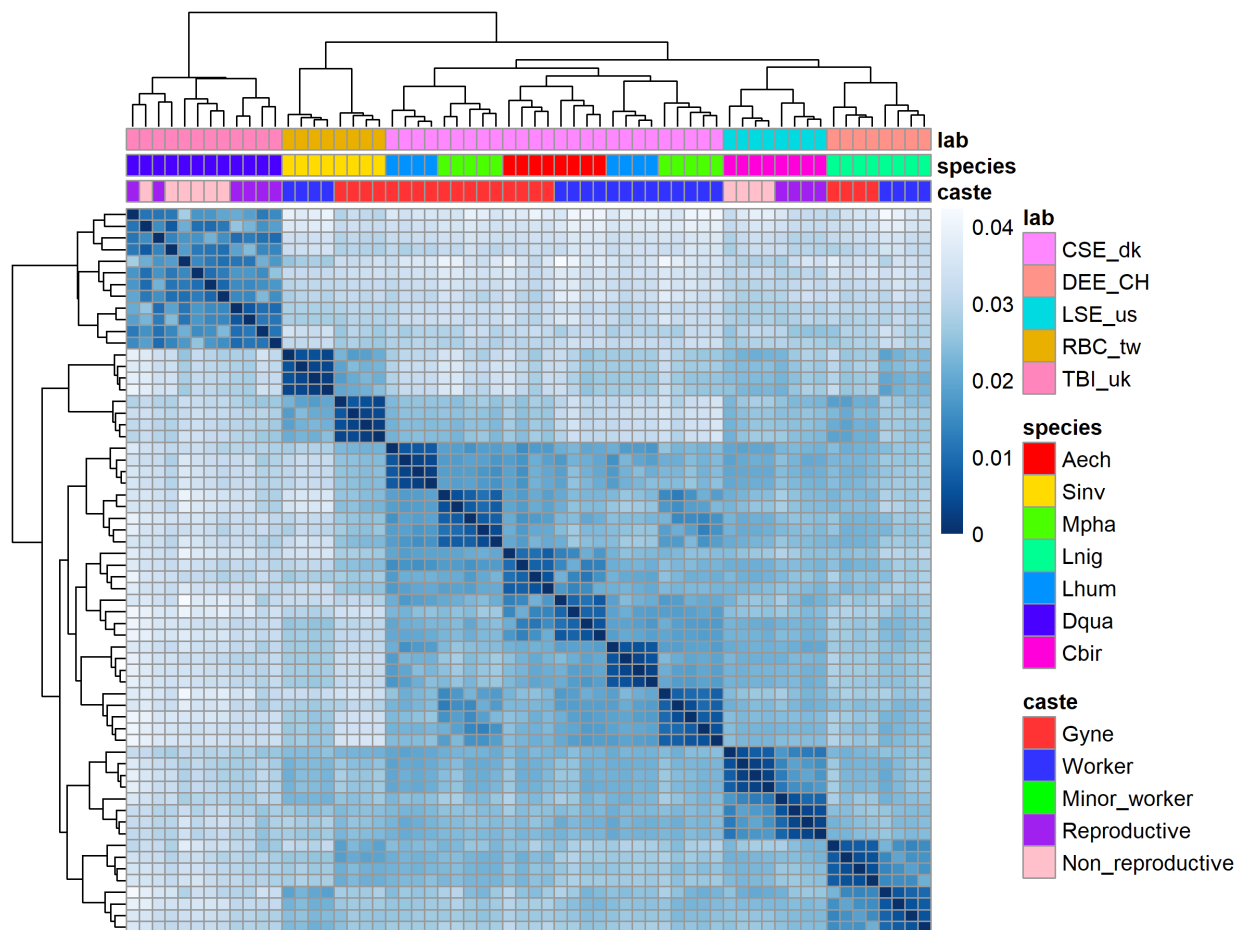 lab
species
caste
0.04
0.03
0.02
0.01
0
lab
CSE_dk
DEE_CH
LSE_us
RBC_tw
TBI_uk
species
Aech
Sinv
Mpha
Lnig
Lhum
Dqua
Cbir
caste
Gyne
Worker
Minor_worker
Reproductive
Non_reproductive